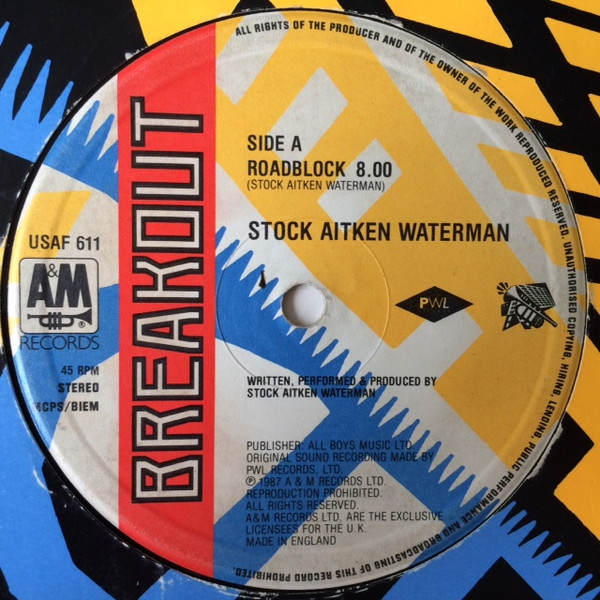 ALL RIGHTS OF THE PRODUCER AND OF THE OWNER OF THE WORK REPRODUCED RESERVED. UNAUTHORISED COPYING, HIRING, LENDING, PUBLIC PERFORMANCE AND BROADCASTING OF THIS RECORD PROHIBITED.
BREAKOUT
SIDE A
ROADBLOCK 8.00
(STOCK AITKEN WATERMAN)
STOCK AITKEN WATERMAN
USAF 611
A&M
RECORDS
45 RPM
STEREO
MCPS/BIEM
PWL
WRITTEN, PERFORMED & PRODUCED BY
STOCK AITKEN WATERMAN
PUBLISHER: ALL BOYS MUSIC LTD.
ORIGINAL SOUND RECORDING MADE BY
PWL RECORDS, LTD.
Ⓟ 1987 A & M RECORDS LTD.
REPRODUCTION PROHIBITED.
ALL RIGHTS RESERVED.
A&M RECORDS LTD. ARE THE EXCLUSIVE
LICENSEES FOR THE U.K.
MADE IN ENGLAND